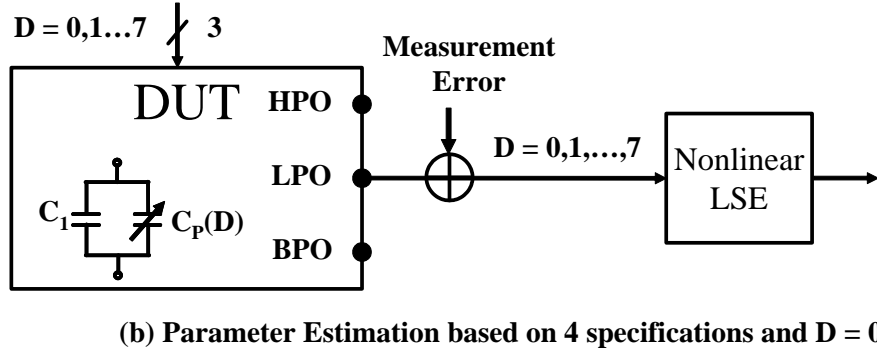 D = 0,1…7
3
Measurement
Error
DUT
HPO
LPO
BPO
C1
CP(D)
D = 0,1,…,7
Nonlinear
LSE
(b) Parameter Estimation based on 4 specifications and D = 0